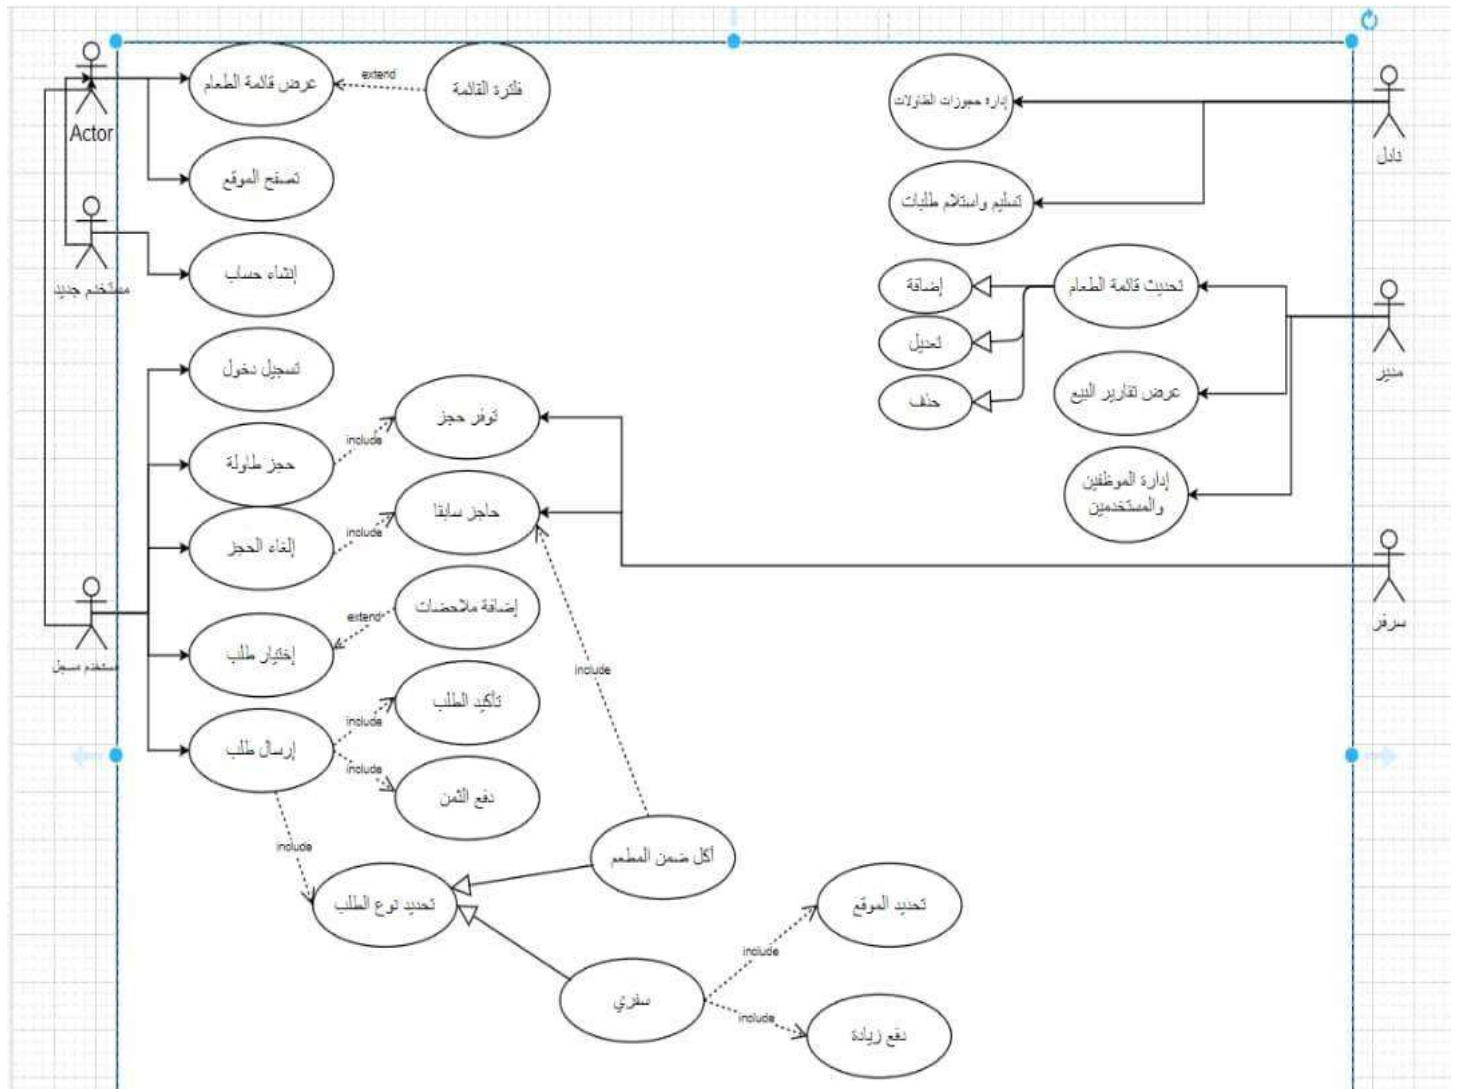 عرض قائمة الطعام
extend
فلترة القائمة
Actor
تصفح الموقع
إنشاء حساب
مستخدم جديد
تسجيل دخول
حجز طاولة
include
توفر حجز
إلغاء الحجز
include
حاجز سابقا
إختيار طلب
extend
إضافة ملاحضات
مستخدم مسجل
إرسال طلب
include
تأكيد الطلب
include
دفع الثمن
include
تحديد نوع الطلب
include
أكل ضمن المطعم
سفري
include
تحديد الموقع
include
دفع زيادة
إدارة حجوزات الطاولات
نادل
تسليم واستلام طلبات
تحديث قائمة الطعام
إضافة
تعديل
حذف
مدير
عرض تقارير البيع
إدارة الموظفين
والمستخدمين
سرفر